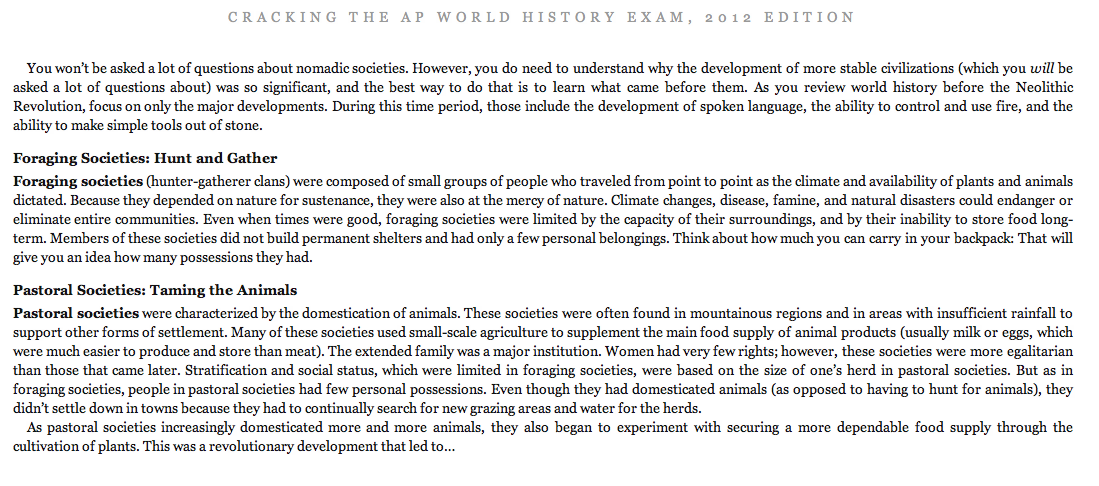 CRACKING THE AP WORLD HISTORY EXAM, 2012 EDITION
You won't be asked a lot of questions about nomadic societies. However, you do need to understand why the development of more stable civilizations (which you will be
asked a lot of questions about) was so significant, and the best way to do that is to learn what came before them. As you review world history before the Neolithic
Revolution, focus on only the major developments. During this time period, those include the development of spoken language, the ability to control and use fire, and the
ability to make simple tools out of stone.
Foraging Societies: Hunt and Gather
Foraging societies (hunter-gatherer clans) were composed of small groups of people who traveled from point to point as the climate and availability of plants and animals
dictated. Because they depended on nature for sustenance, they were also at the mercy of nature. Climate changes, disease, famine, and natural disasters could endanger or
eliminate entire communities. Even when times were good, foraging societies were limited by the capacity of their surroundings, and by their inability to store food long-
term. Members of these societies did not build permanent shelters and had only a few personal belongings. Think about how much you can carry in your backpack: That will
give you an idea how many possessions they had.
Pastoral Societies: Taming the Animals
Pastoral societies were characterized by the domestication of animals. These societies were often found in mountainous regions and in areas with insufficient rainfall to
support other forms of settlement. Many of these societies used small-scale agriculture to supplement the main food supply of animal products (usually milk or eggs, which
were much easier to produce and store than meat). The extended family was a major institution. Women had very few rights; however, these societies were more egalitarian
than those that came later. Stratification and social status, which were limited in foraging societies, were based on the size of one's herd in pastoral societies. But as in
foraging societies, people in pastoral societies had few personal possessions. Even though they had domesticated animals (as opposed to having to hunt for animals), they
didn't settle down in towns because they had to continually search for new grazing areas and water for the herds.
As pastoral societies increasingly domesticated more and more animals, they also began to experiment with securing a more dependable food supply through the
cultivation of plants. This was a revolutionary development that led to...